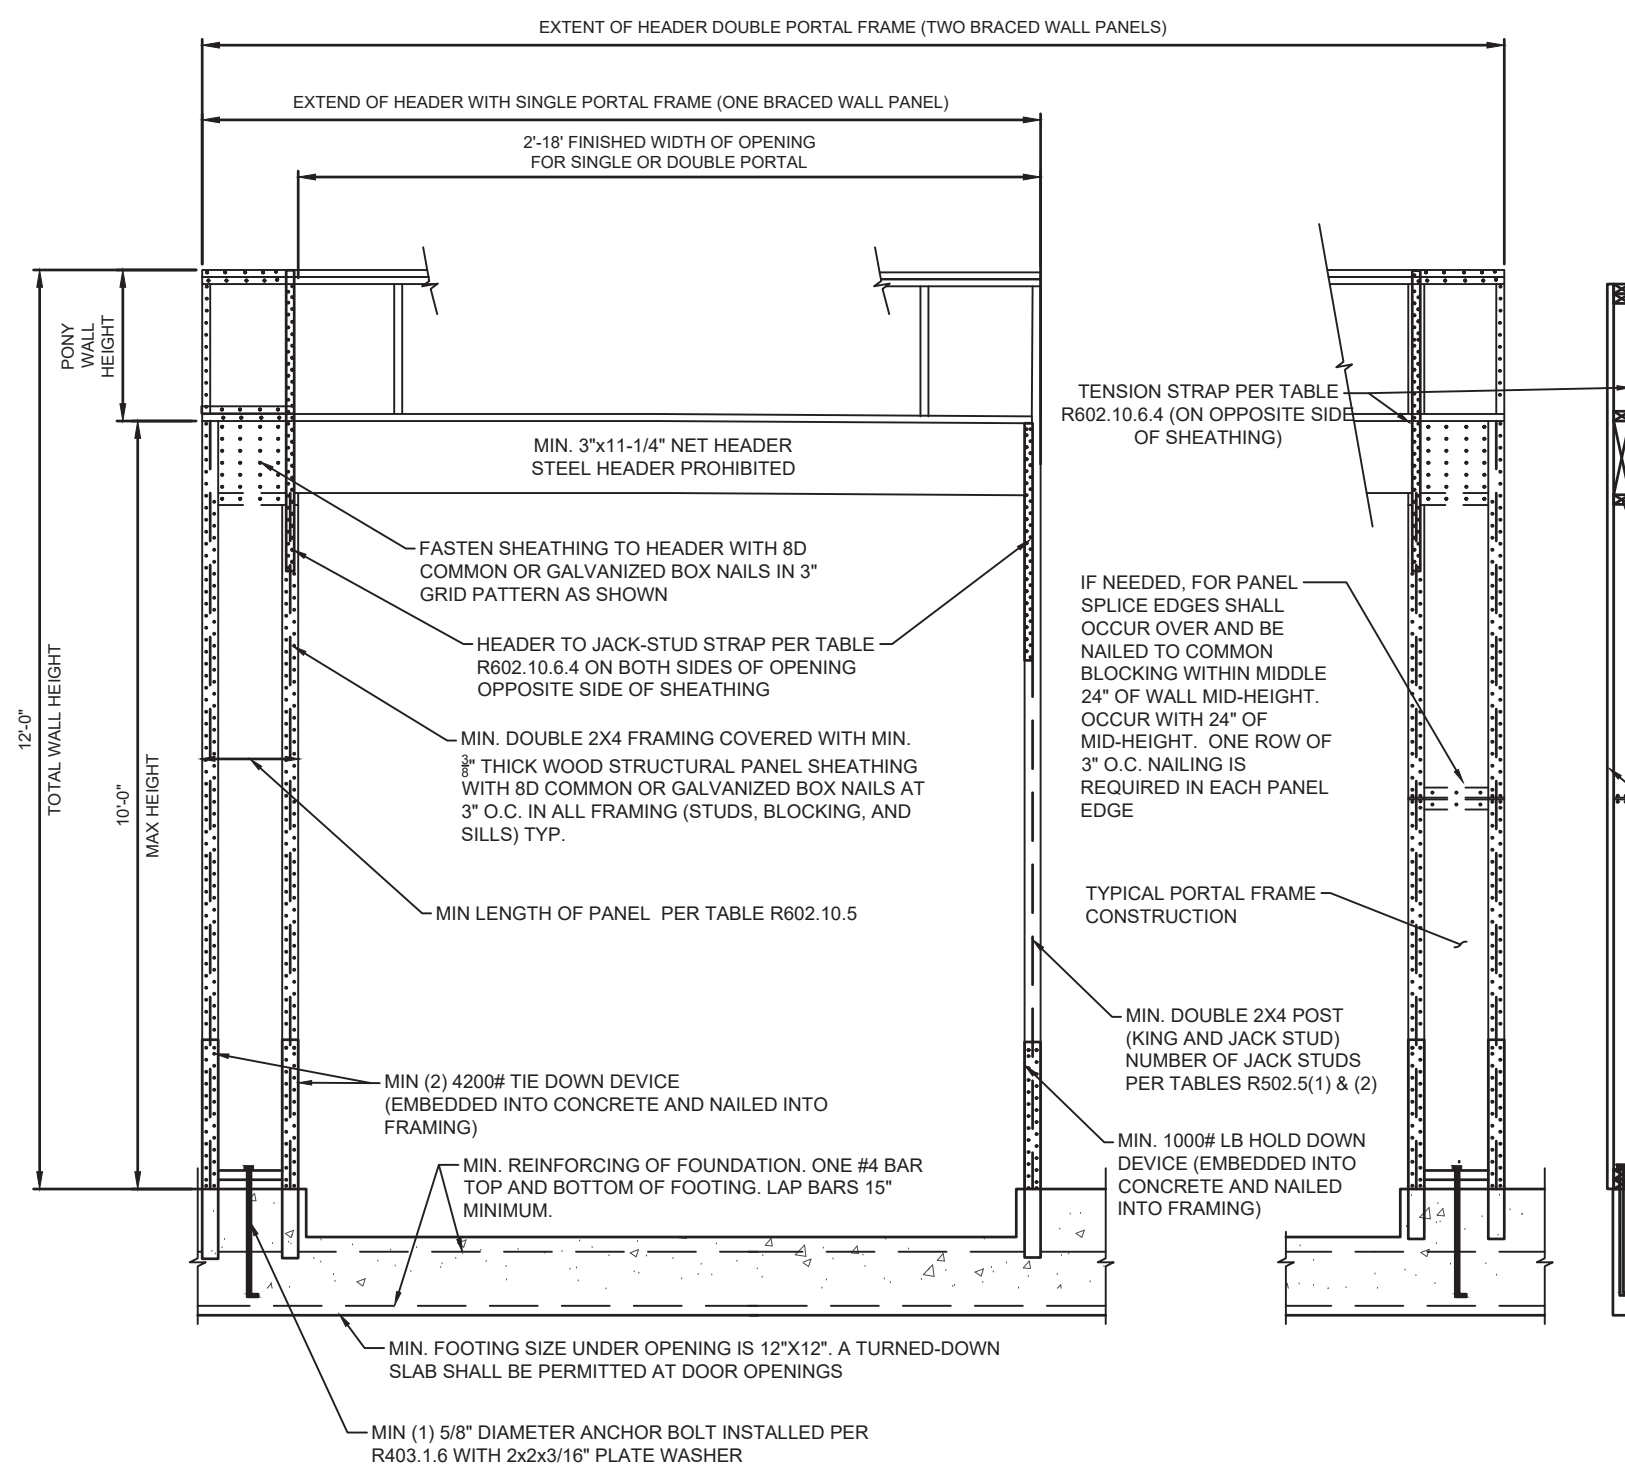 EXTENT OF HEADER DOUBLE PORTAL FRAME (TWO BRACED WALL PANELS)
EXTEND OF HEADER WITH SINGLE PORTAL FRAME (ONE BRACED WALL PANEL)
2'-18' FINISHED WIDTH OF OPENING
FOR SINGLE OR DOUBLE PORTAL
PONY
WALL
HEIGHT
12'-0"
TOTAL WALL HEIGHT
10'-0"
MAX HEIGHT
MIN. 3"x11-1/4" NET HEADER
STEEL HEADER PROHIBITED
TENSION STRAP PER TABLE
R602.10.6.4 (ON OPPOSITE SIDE
OF SHEATHING)
FASTEN SHEATHING TO HEADER WITH 8D
COMMON OR GALVANIZED BOX NAILS IN 3"
GRID PATTERN AS SHOWN
HEADER TO JACK-STUD STRAP PER TABLE
R602.10.6.4 ON BOTH SIDES OF OPENING
OPPOSITE SIDE OF SHEATHING
MIN. DOUBLE 2X4 FRAMING COVERED WITH MIN.
3/8" THICK WOOD STRUCTURAL PANEL SHEATHING
WITH 8D COMMON OR GALVANIZED BOX NAILS AT
3" O.C. IN ALL FRAMING (STUDS, BLOCKING, AND
SILLS) TYP.
IF NEEDED, FOR PANEL
SPLICE EDGES SHALL
OCCUR OVER AND BE
NAILED TO COMMON
BLOCKING WITHIN MIDDLE
24" OF WALL MID-HEIGHT.
OCCUR WITH 24" OF
MID-HEIGHT. ONE ROW OF
3" O.C. NAILING IS
REQUIRED IN EACH PANEL
EDGE
MIN LENGTH OF PANEL PER TABLE R602.10.5
TYPICAL PORTAL FRAME
CONSTRUCTION
MIN. DOUBLE 2X4 POST
(KING AND JACK STUD)
NUMBER OF JACK STUDS
PER TABLES R502.5(1) & (2)
MIN (2) 4200# TIE DOWN DEVICE
(EMBEDDED INTO CONCRETE AND NAILED INTO
FRAMING)
MIN. 1000# LB HOLD DOWN
DEVICE (EMBEDDED INTO
CONCRETE AND NAILED
INTO FRAMING)
MIN. REINFORCING OF FOUNDATION. ONE #4 BAR
TOP AND BOTTOM OF FOOTING. LAP BARS 15"
MINIMUM.
MIN. FOOTING SIZE UNDER OPENING IS 12"X12". A TURNED-DOWN
SLAB SHALL BE PERMITTED AT DOOR OPENINGS
MIN (1) 5/8" DIAMETER ANCHOR BOLT INSTALLED PER
R403.1.6 WITH 2x2x3/16" PLATE WASHER